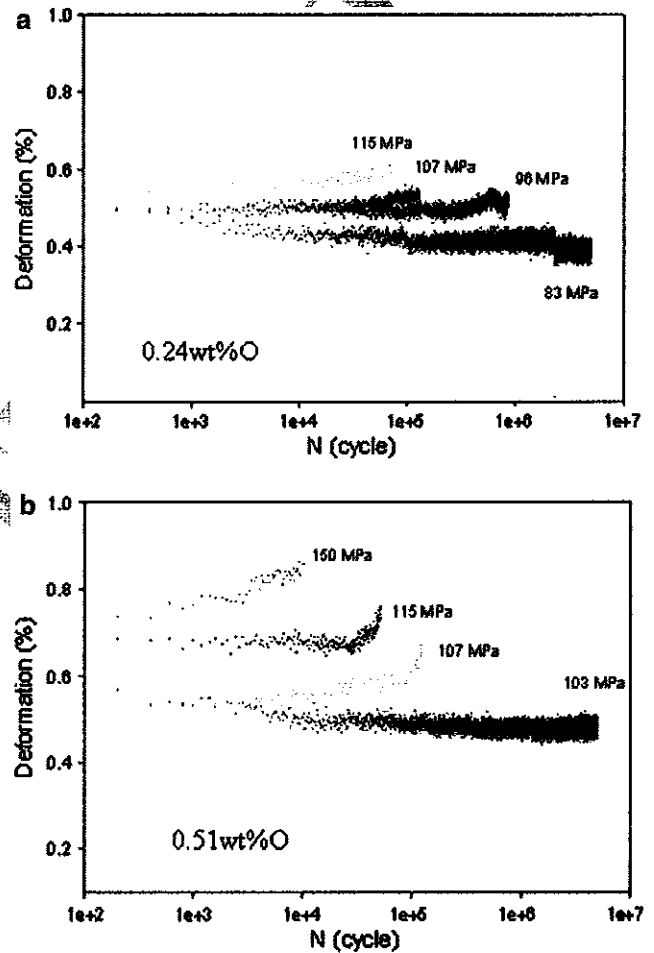 a
1.0
0.8
0.6
0.4
0.2
Deformation (%)
115 MPa
107 MPa
96 MPa
83 MPa
0.24wt%O
1e+2 1e+3 1e+4 1e+5 1e+6 1e+7
N (cycle)
b
1.0
0.8
0.6
0.4
0.2
Deformation (%)
150 MPa
115 MPa
107 MPa
103 MPa
0.51wt%O
1e+2 1e+3 1e+4 1e+5 1e+6 1e+7
N (cycle)